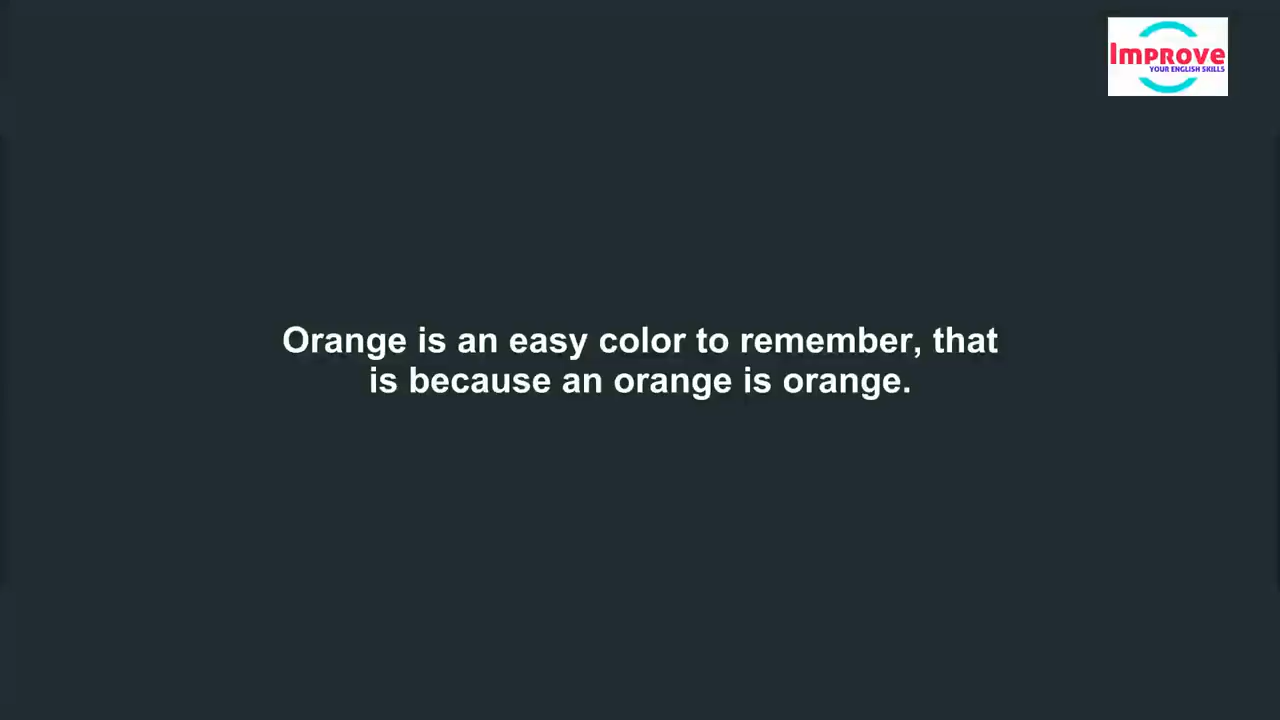 Improve
YOUR ENGLISH SKILLS
Orange is an easy color to remember, that
is because an orange is orange.